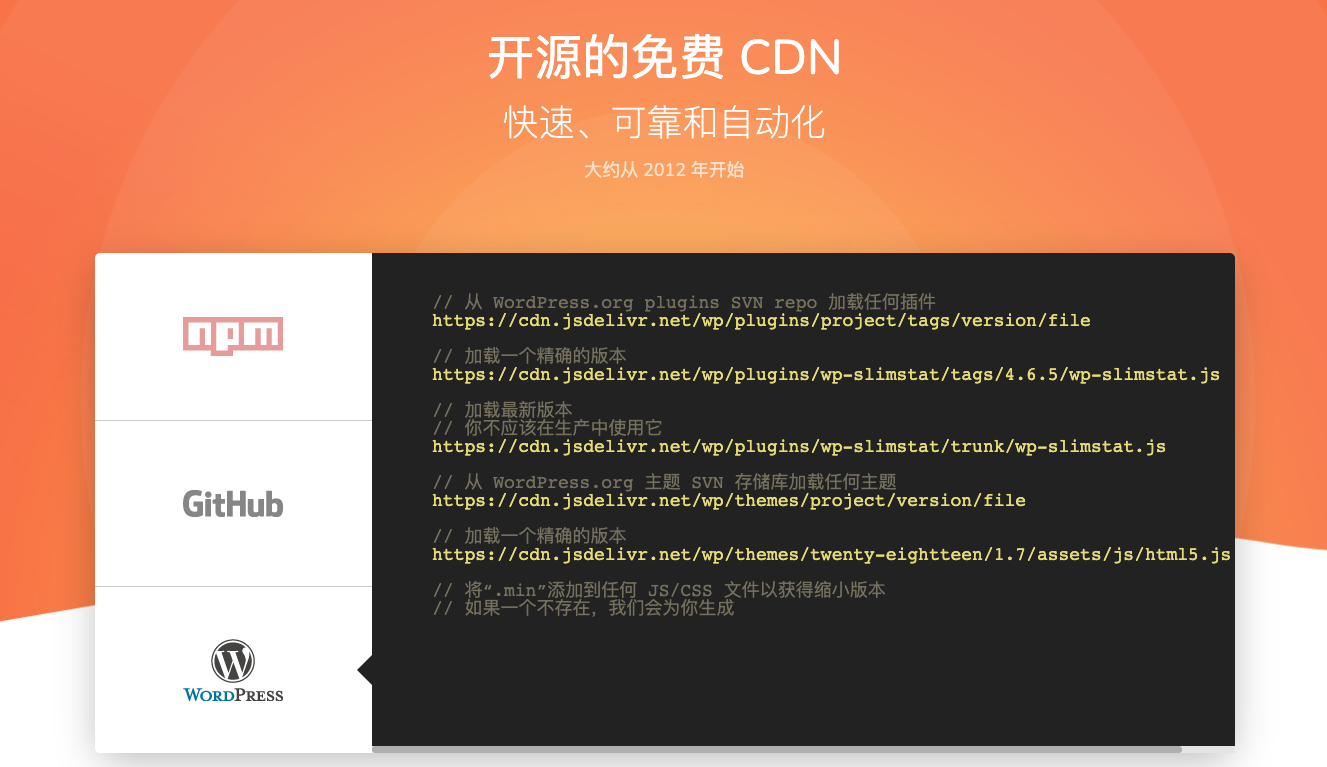 开源的免费 CDN
快速、可靠和自动化
大约从 2012 年开始
npm
GitHub
WORDPRESS
// 从 WordPress.org plugins SVN repo 加载任何插件
https://cdn.jsdelivr.net/wp/plugins/project/tags/version/file
// 加载一个精确的版本
https://cdn.jsdelivr.net/wp/plugins/wp-slimstat/tags/4.6.5/wp-slimstat.js
// 加载最新版本
// 你不应该在生产中使用它
https://cdn.jsdelivr.net/wp/plugins/wp-slimstat/trunk/wp-slimstat.js
// 从 WordPress.org 主题 SVN 存储库加载任何主题
https://cdn.jsdelivr.net/wp/themes/project/version/file
// 加载一个精确的版本
https://cdn.jsdelivr.net/wp/themes/twenty-eightteen/1.7/assets/js/html5.js
// 将“.min”添加到任何 JS/CSS 文件以获得缩小版本
// 如果一个不存在，我们会为你生成